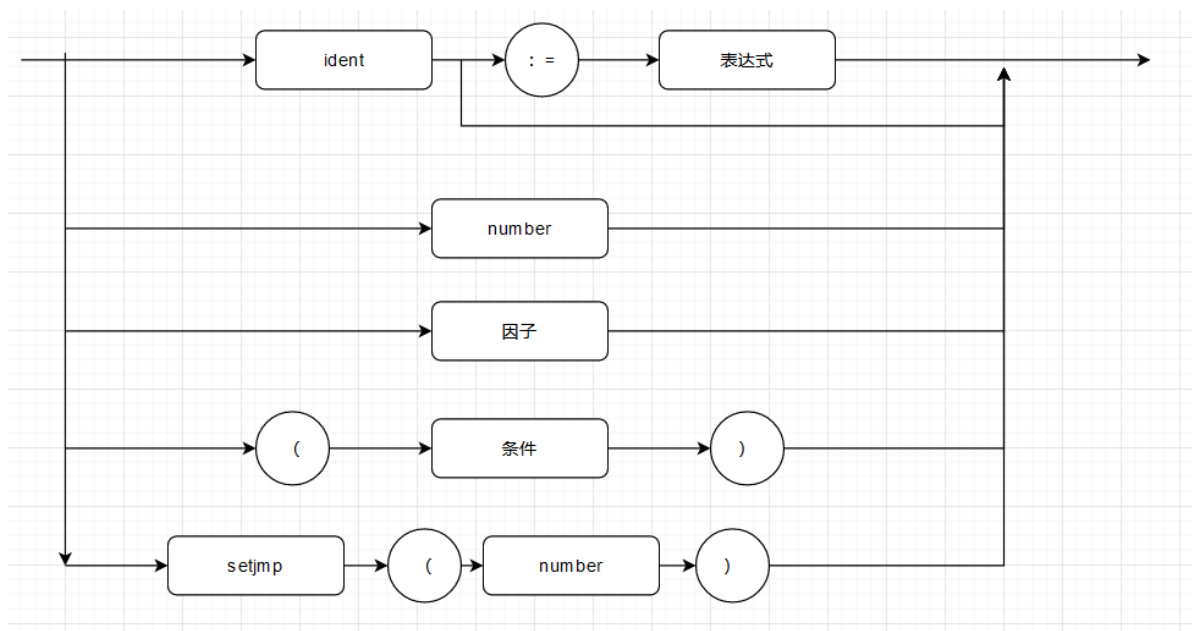 ident := 表达式
number
因子
( 条件 )
setjmp ( number )